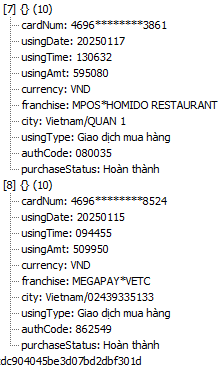 [7] {} (10)
cardNum: 4696********3861
usingDate: 20250117
usingTime: 130632
usingAmt: 595080
currency: VND
franchise: MPOS*HOMIDO RESTAURANT
city: Vietnam/QUAN 1
usingType: Giao dịch mua hàng
authCode: 080035
purchaseStatus: Hoàn thành
[8] {} (10)
cardNum: 4696********8524
usingDate: 20250115
usingTime: 094455
usingAmt: 509950
currency: VND
franchise: MEGAPAY*VETC
city: Vietnam/02439335133
usingType: Giao dịch mua hàng
authCode: 862549
purchaseStatus: Hoàn thành
dc904045be3d07bd2dbf301d